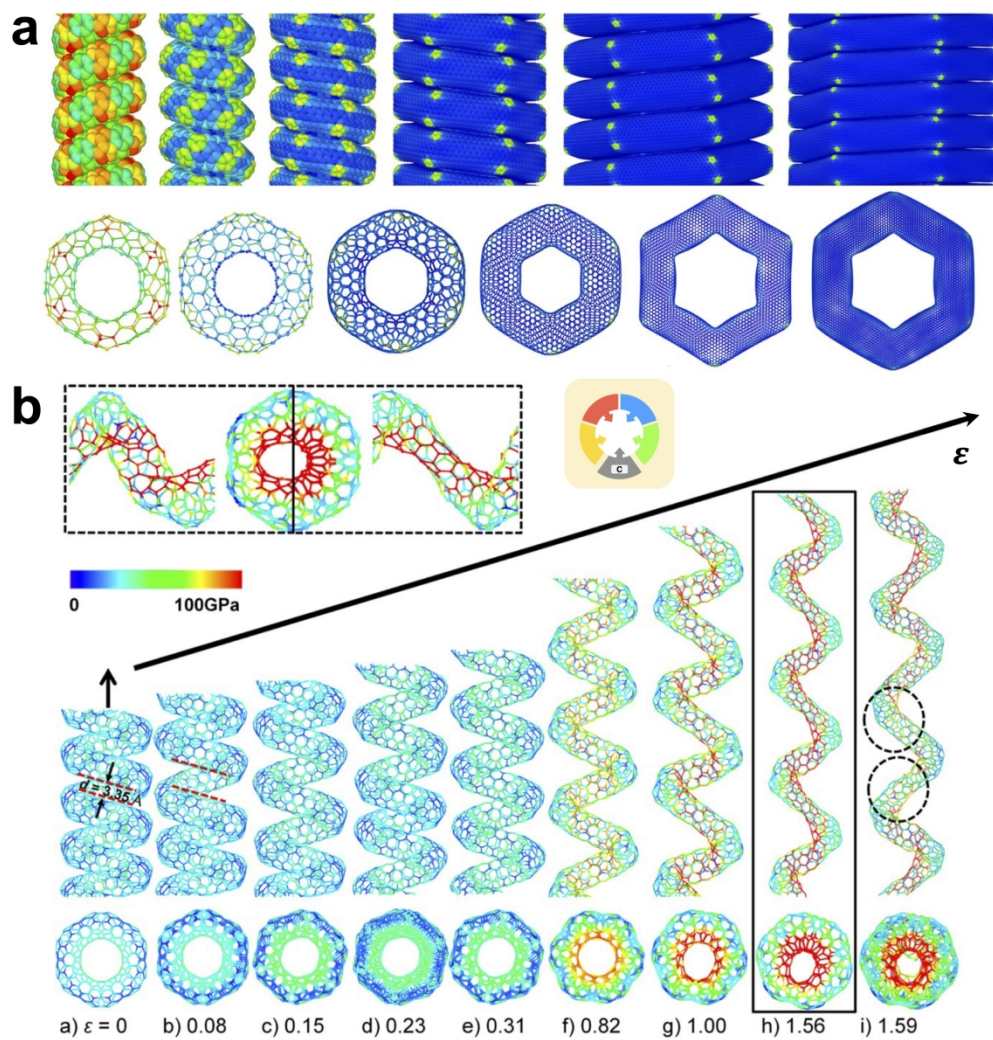 a
b
C
ε
0 100GPa
d = 3.35 Å
a) ε = 0 b) 0.08 c) 0.15 d) 0.23 e) 0.31 f) 0.82 g) 1.00 h) 1.56 i) 1.59